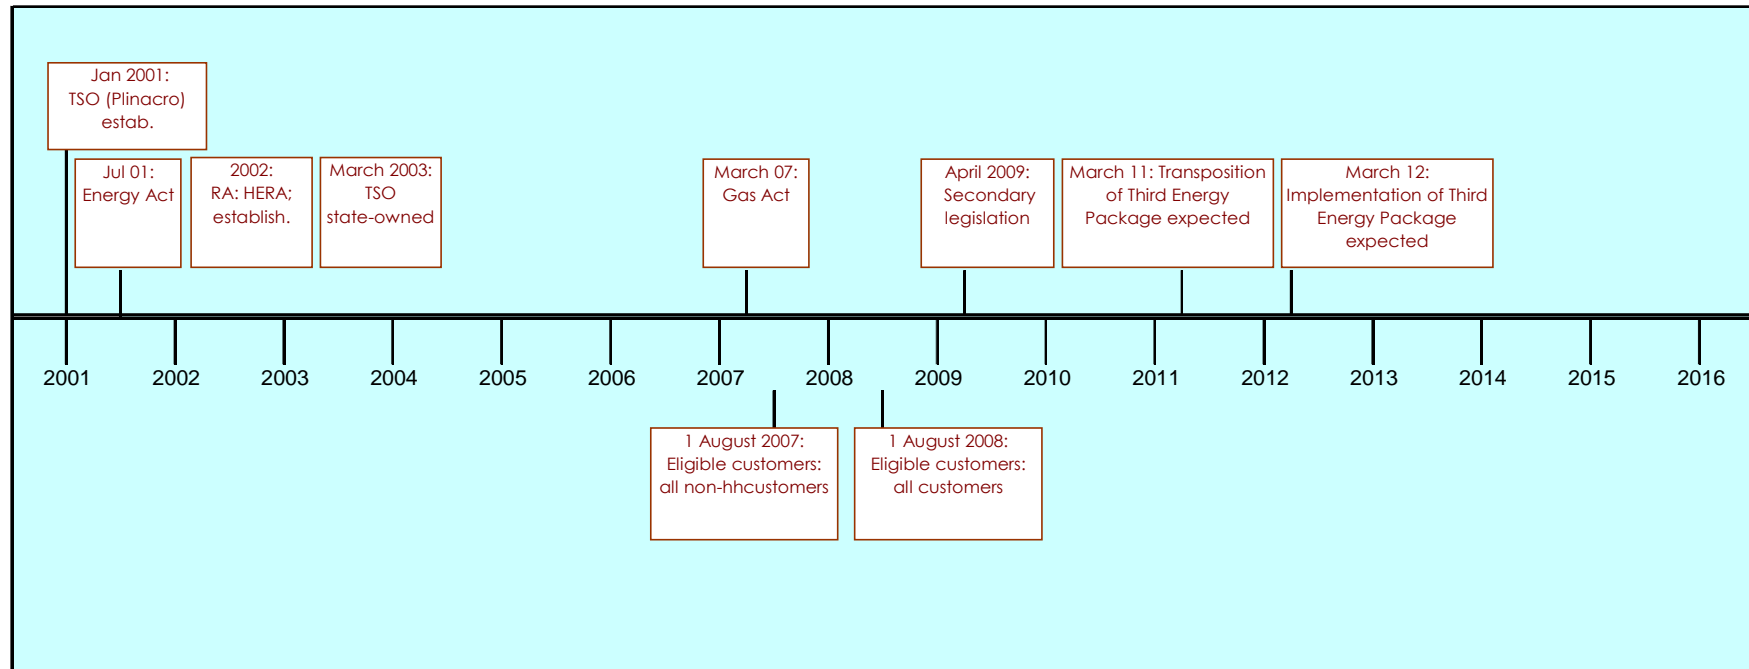 Jan 2001:
TSO (Plinacro)
estab.
Jul 01:
Energy Act
2002:
RA: HERA;
establish.
March 2003:
TSO
state-owned
March 07:
Gas Act
April 2009:
Secondary
legislation
March 11: Transposition
of Third Energy
Package expected
March 12:
Implementation of Third
Energy Package
expected
2001 2002 2003 2004 2005 2006 2007 2008 2009 2010 2011 2012 2013 2014 2015 2016
1 August 2007:
Eligible customers:
all non-hhcustomers
1 August 2008:
Eligible customers:
all customers